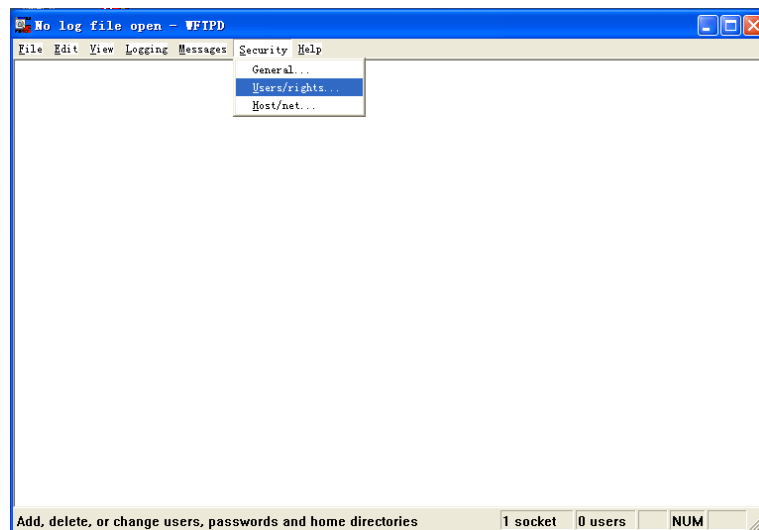 No log file open - WFTPD
File Edit View Logging Messages Security Help
General...
Users/rights...
Host/net...
Add, delete, or change users, passwords and home directories 1 socket 0 users NUM